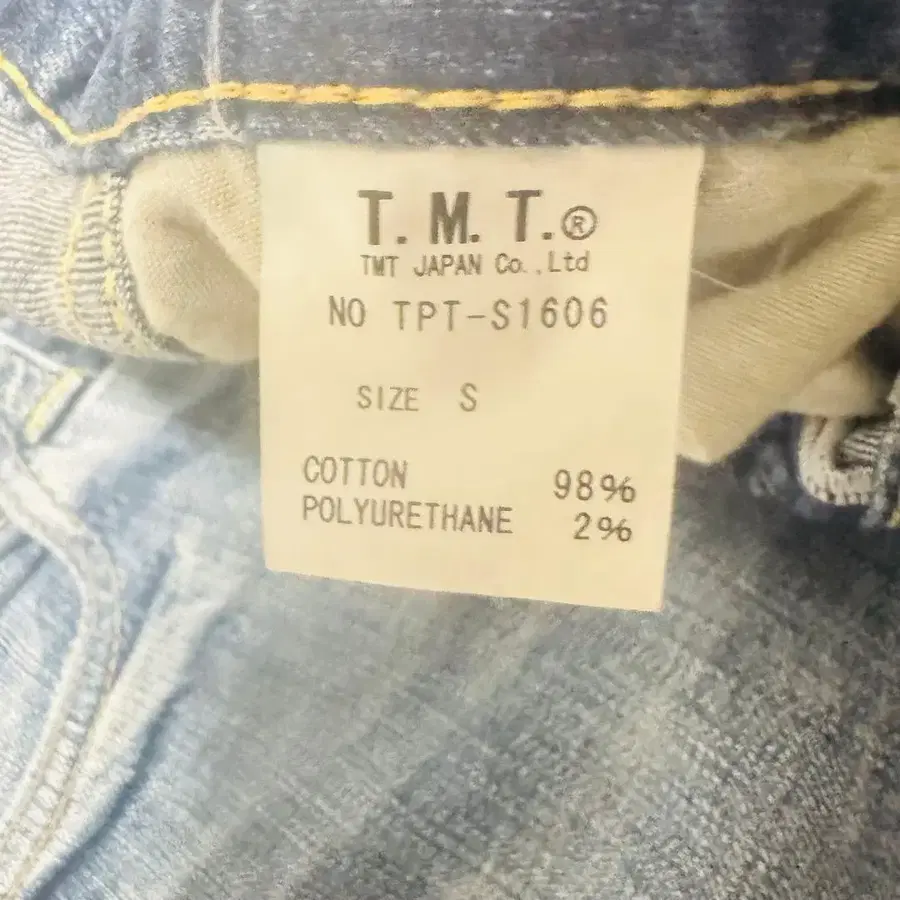 T.M.T.®
TMT JAPAN Co.,Ltd
NO TPT-S1606
SIZE S
COTTON 98%
POLYURETHANE 2%